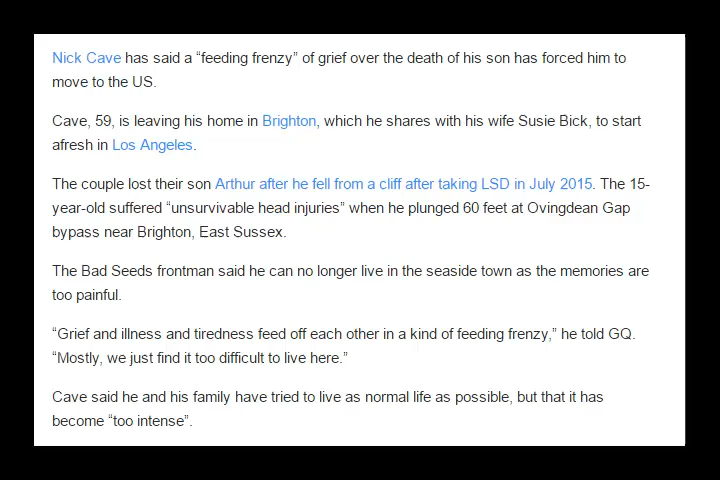 Nick Cave has said a “feeding frenzy” of grief over the death of his son has forced him to
move to the US.
Cave, 59, is leaving his home in Brighton, which he shares with his wife Susie Bick, to start
afresh in Los Angeles.
The couple lost their son Arthur after he fell from a cliff after taking LSD in July 2015. The 15-
year-old suffered “unsurvivable head injuries” when he plunged 60 feet at Ovingdean Gap
bypass near Brighton, East Sussex.
The Bad Seeds frontman said he can no longer live in the seaside town as the memories are
too painful.
“Grief and illness and tiredness feed off each other in a kind of feeding frenzy,” he told GQ.
“Mostly, we just find it too difficult to live here.”
Cave said he and his family have tried to live as normal life as possible, but that it has
become “too intense”.